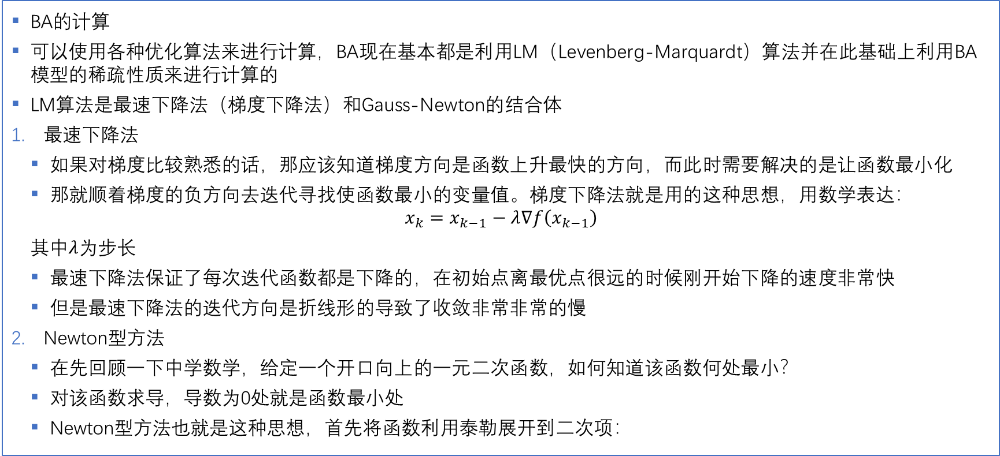 ▪ BA的计算
▪ 可以使用各种优化算法来进行计算，BA现在基本都是利用LM（Levenberg-Marquardt）算法并在此基础上利用BA
模型的稀疏性质来进行计算的
▪ LM算法是最速下降法（梯度下降法）和Gauss-Newton的结合体
1. 最速下降法
▪ 如果对梯度比较熟悉的话，那应该知道梯度方向是函数上升最快的方向，而此时需要解决的是让函数最小化
▪ 那就顺着梯度的负方向去迭代寻找使函数最小的变量值。梯度下降法就是用的这种思想，用数学表达：
$x_k = x_{k-1} - \lambda \nabla f(x_{k-1})$
其中λ为步长
▪ 最速下降法保证了每次迭代函数都是下降的，在初始点离最优点很远的时候刚开始下降的速度非常快
▪ 但是最速下降法的迭代方向是折线形的导致了收敛非常非常的慢
2. Newton型方法
▪ 在先回顾一下中学数学，给定一个开口向上的一元二次函数，如何知道该函数何处最小？
▪ 对该函数求导，导数为0处就是函数最小处
▪ Newton型方法也就是这种思想，首先将函数利用泰勒展开到二次项：